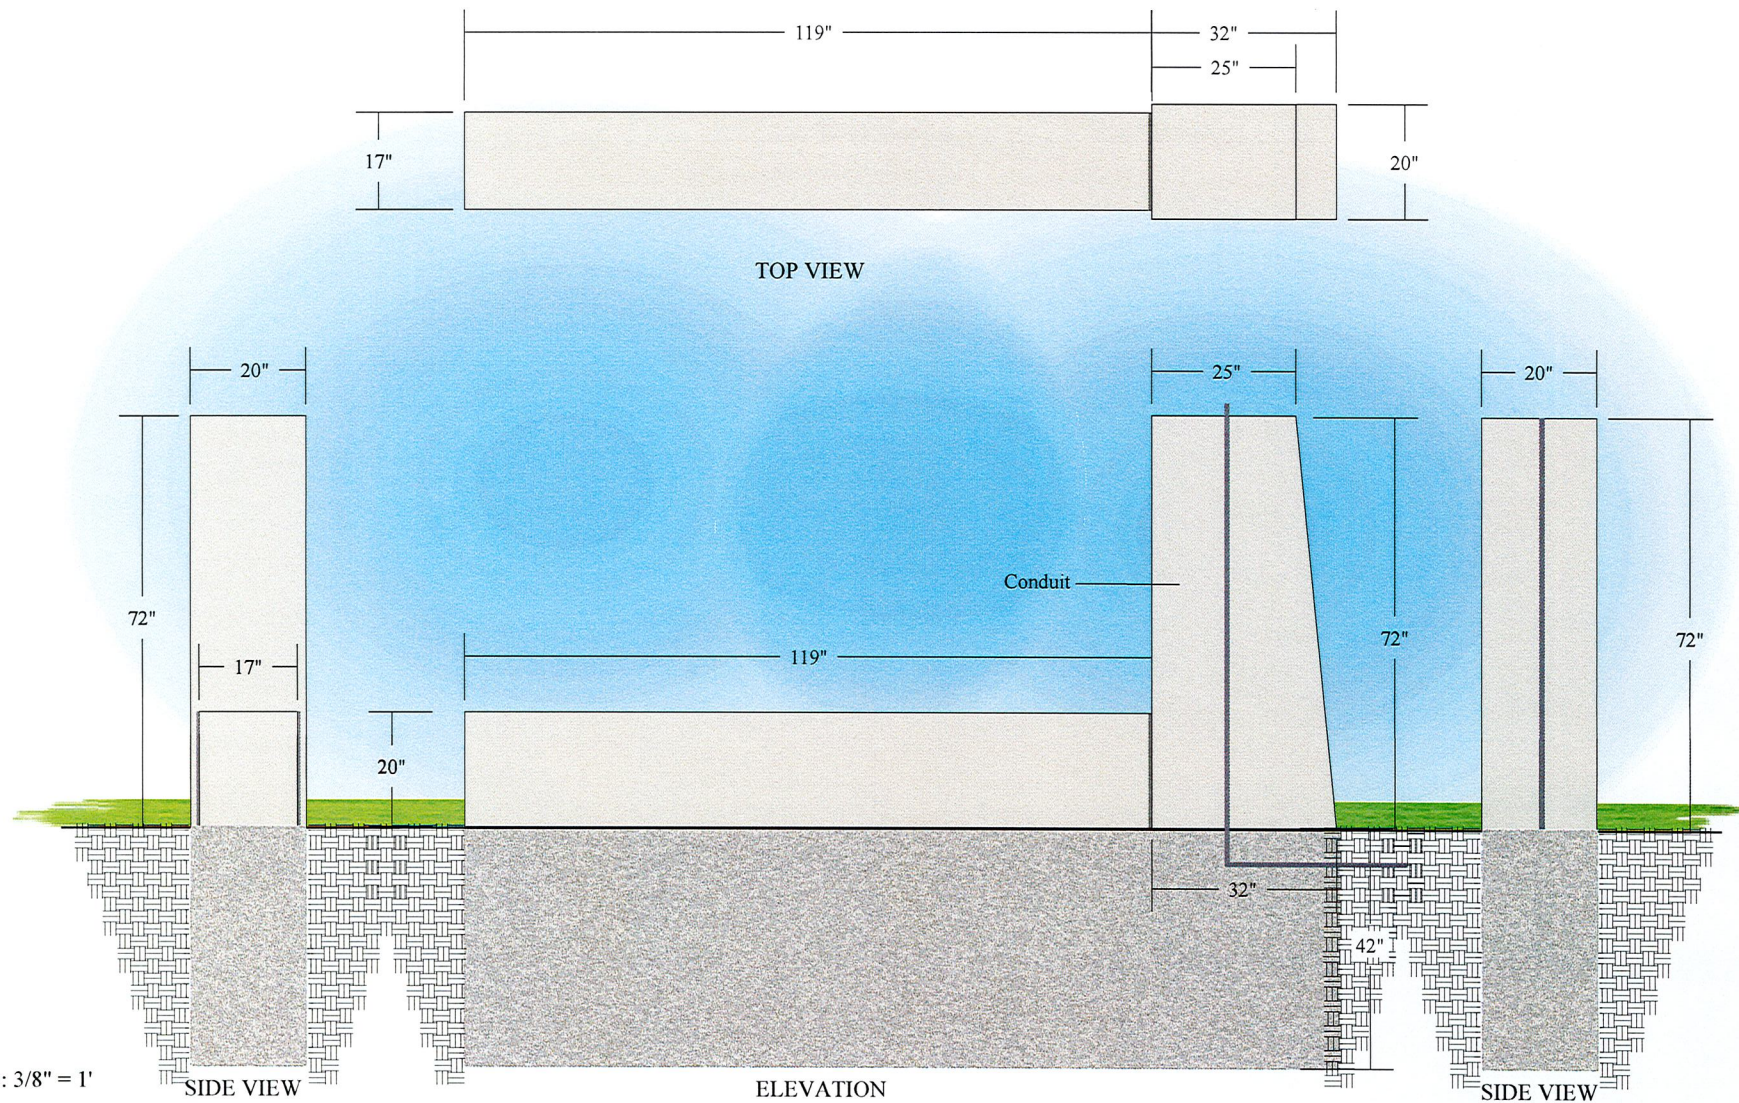 119"
32"
25"
17"
20"
TOP VIEW
20"
25"
20"
Conduit
72"
72"
72"
17"
119"
20"
32"
42"
: 3/8" = 1'
SIDE VIEW
ELEVATION
SIDE VIEW